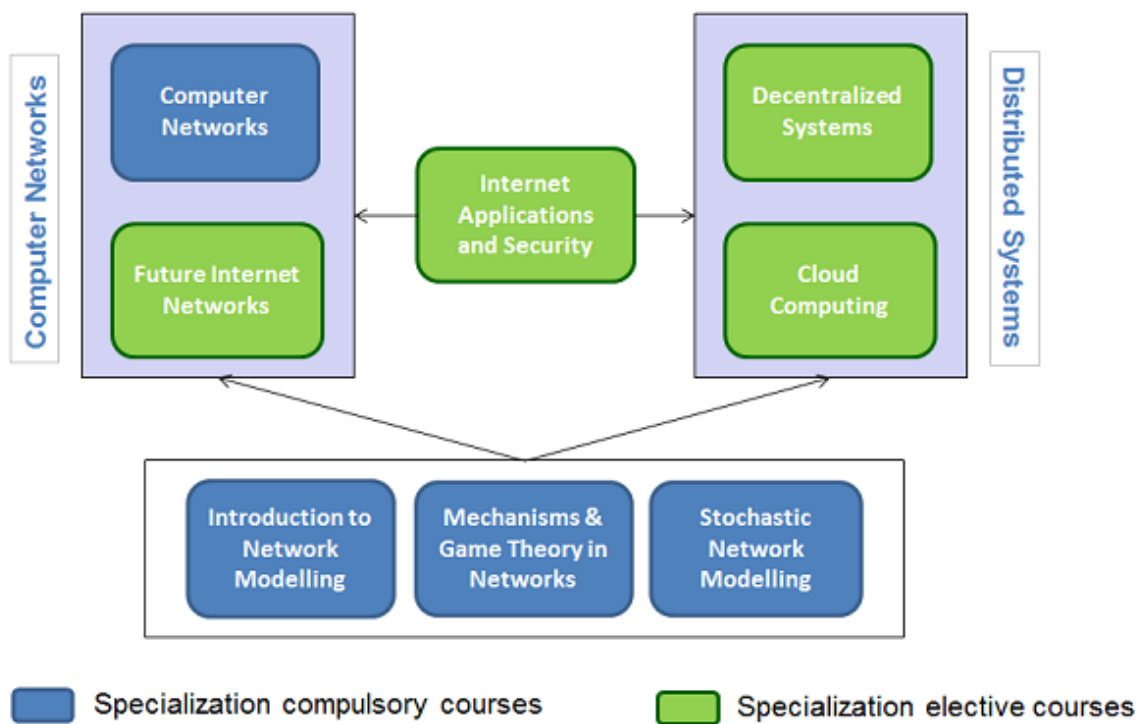 Computer Networks
Computer
Networks
Future Internet
Networks
Internet
Applications
and Security
Decentralized
Systems
Cloud
Computing
Distributed Systems
Introduction to
Network
Modelling
Mechanisms &
Game Theory in
Networks
Stochastic
Network
Modelling
Specialization compulsory courses
Specialization elective courses